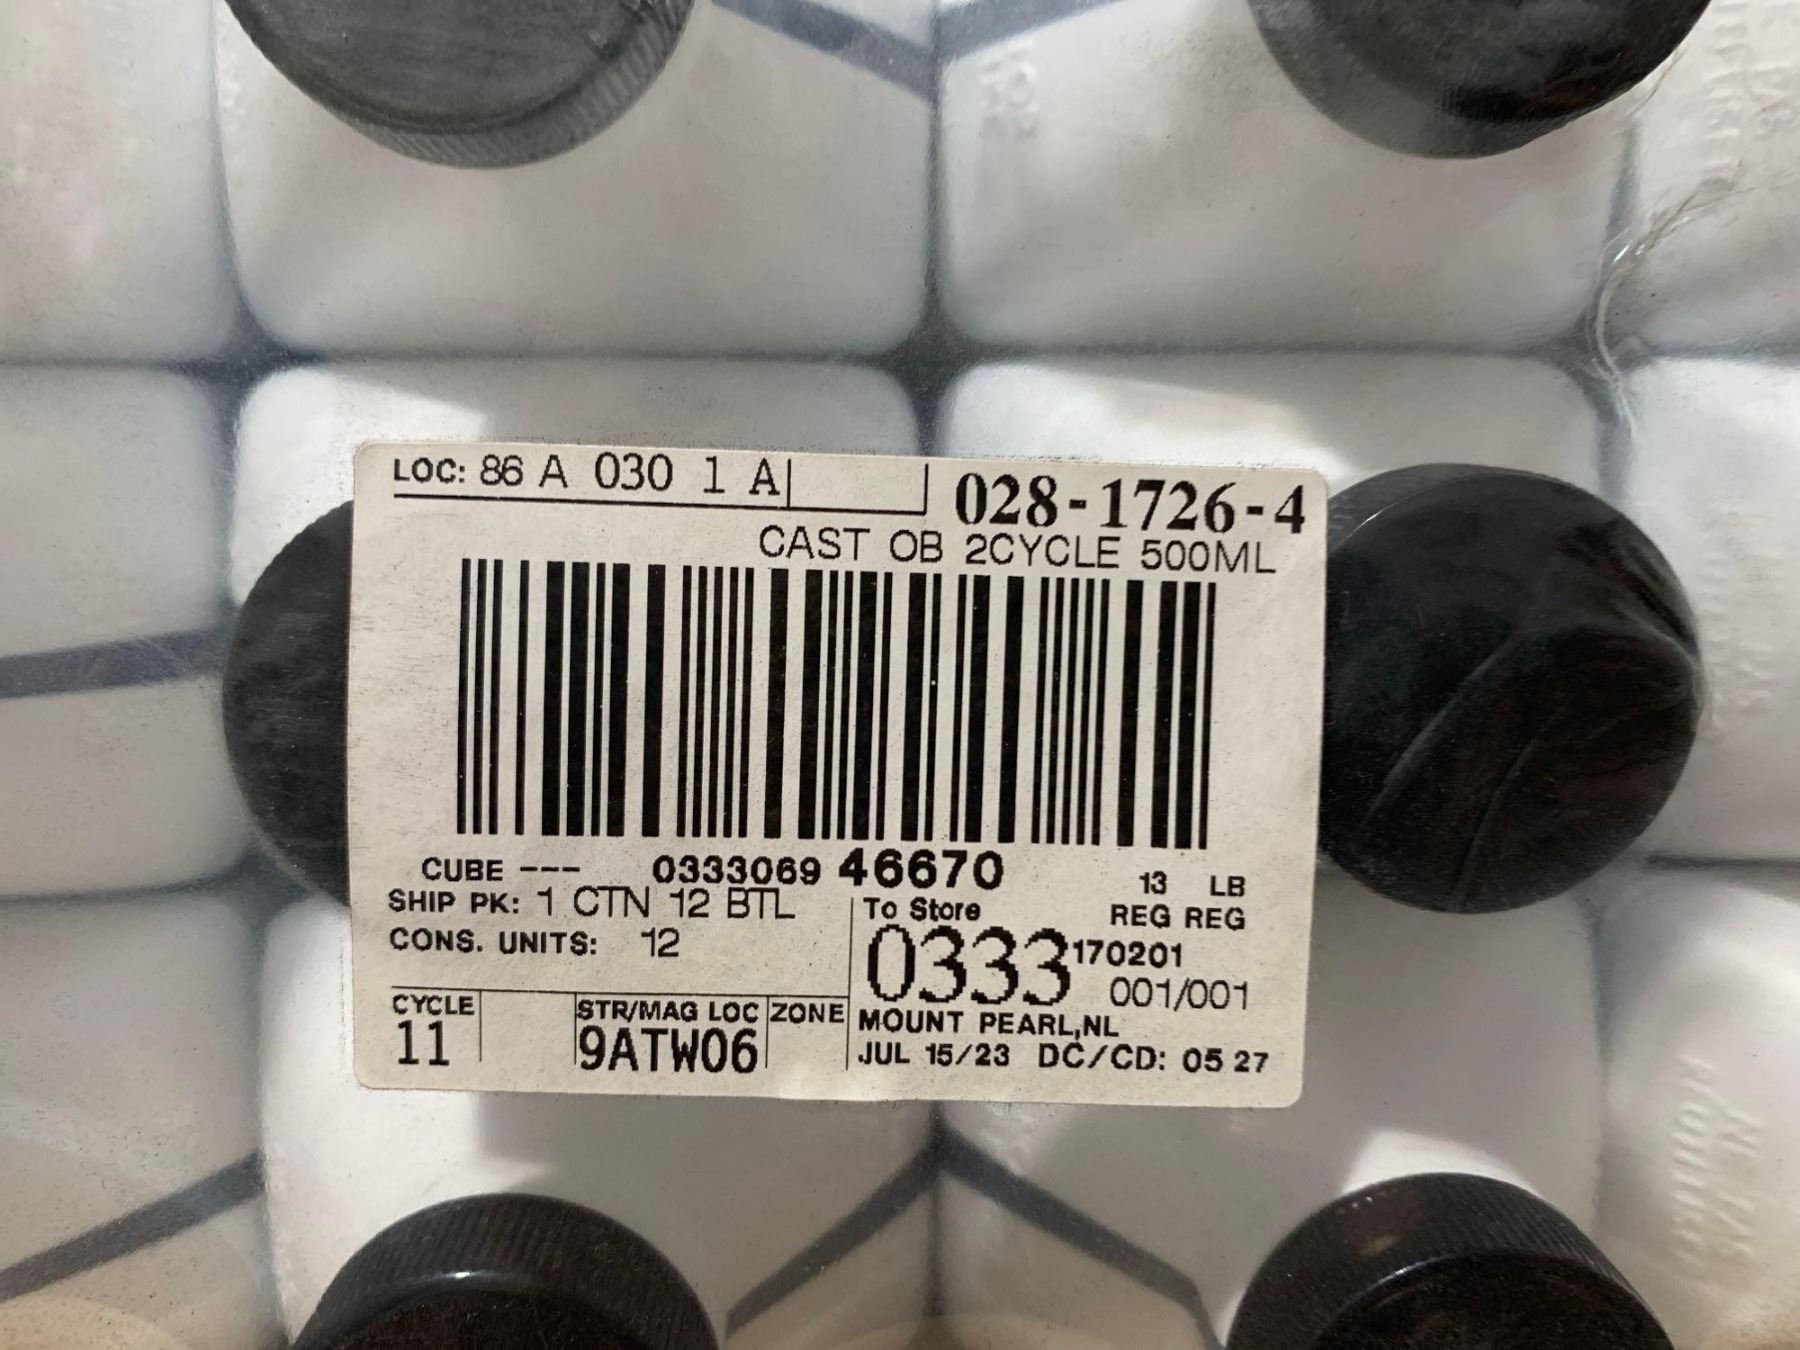 LOC: 86 A 030 1 A
028-1726-4
CAST OB 2CYCLE 500ML
CUBE --- 0333069 46670 13 LB
SHIP PK: 1 CTN 12 BTL
To Store
REG REG
CONS. UNITS: 12
0333 170201
001/001
CYCLE
11
STR/MAG LOC
9ATW06
ZONE
MOUNT PEARL,NL
JUL 15/23 DC/CD: 05 27